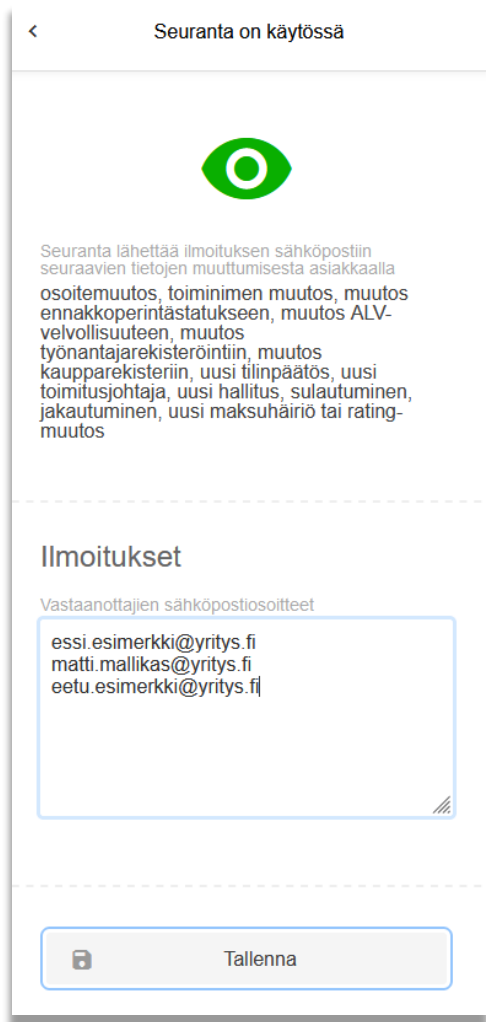 Seuranta on käytössä
Seuranta lähettää ilmoituksen sähköpostiin
seuraavien tietojen muuttumisesta asiakkaalla
osoitemuutos, toiminimen muutos, muutos
ennakkoperintästatukseen, muutos ALV-
velvollisuuteen, muutos
työnantajarekisteröintiin, muutos
kaupparekisteriin, uusi tilinpäätös, uusi
toimitusjohtaja, uusi hallitus, sulautuminen,
jakautuminen, uusi maksuhäiriö tai rating-
muutos
Ilmoitukset
Vastaanottajien sähköpostiosoitteet
essi.esimerkki@yritys.fi
matti.mallikas@yritys.fi
eetu.esimerkki@yritys.fi
Tallenna